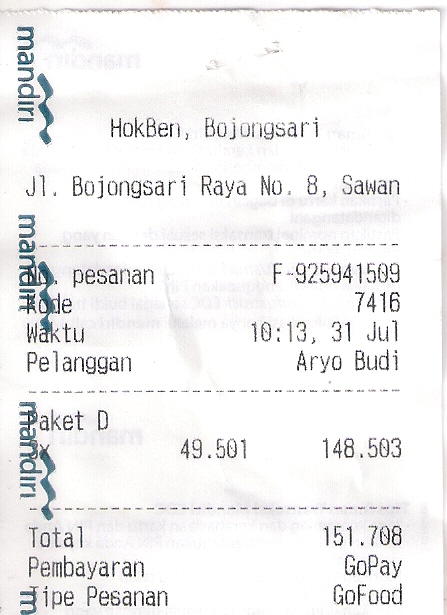 mandiri
HokBen, Bojongsari
Jl. Bojongsari Raya No. 8, Sawan
mandiri
No. pesanan F-925941509
Kode 7416
Waktu 10:13, 31 Jul
Pelanggan Aryo Budi
mandiri
Paket D
3x 49.501 148.503
Total 151.708
Pembayaran GoPay
Tipe Pesanan GoFood